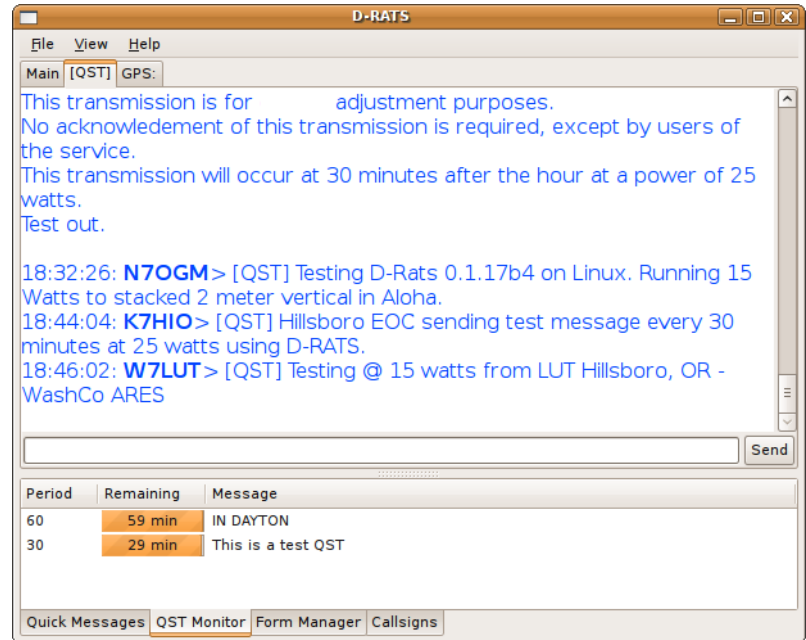 D-RATS
File View Help
Main [QST] GPS:
This transmission is for adjustment purposes.
No acknowledement of this transmission is required, except by users of
the service.
This transmission will occur at 30 minutes after the hour at a power of 25
watts.
Test out.
18:32:26: N7OGM> [QST] Testing D-Rats 0.1.17b4 on Linux. Running 15
Watts to stacked 2 meter vertical in Aloha.
18:44:04: K7HIO> [QST] Hillsboro EOC sending test message every 30
minutes at 25 watts using D-RATS.
18:46:02: W7LUT> [QST] Testing @ 15 watts from LUT Hillsboro, OR -
WashCo ARES
Send
Period Remaining Message
60 59 min IN DAYTON
30 29 min This is a test QST
Quick Messages QST Monitor Form Manager Callsigns